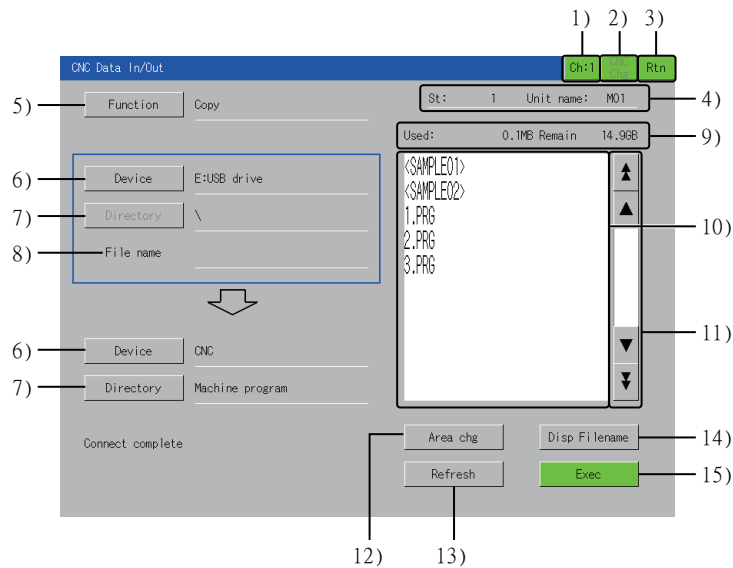 1) 2) 3)
CNC Data In/Out Ch:1 CNC Chg Rtn
5) Function Copy St: 1 Unit name: M01 4)
Used: 0.1MB Remain 14.9GB 9)
6) Device E:USB drive
7) Directory \
8) File name
<SAMPLE01>
<SAMPLE02>
1.PRG
2.PRG
3.PRG
10)
11)
6) Device CNC
7) Directory Machine program
Connect complete
Area chg Disp Filename 14)
Refresh Exec 15)
12) 13)